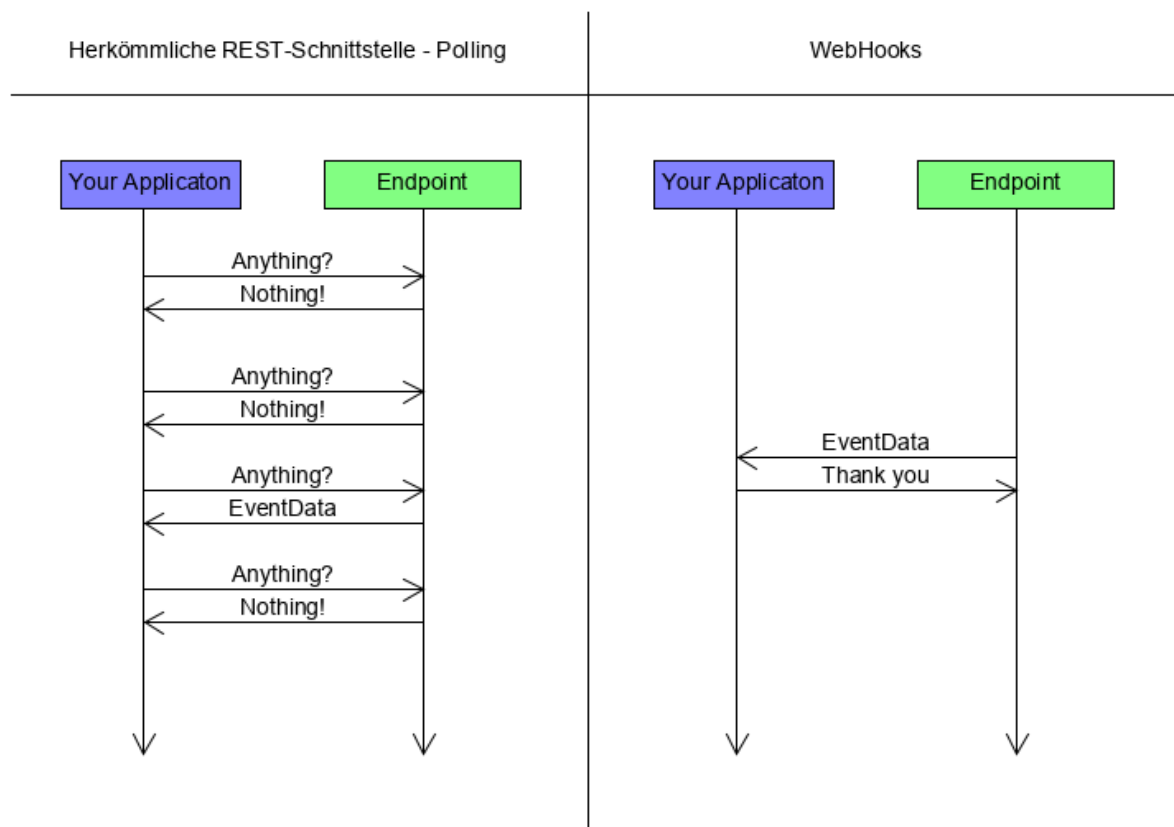 Herkömmliche REST-Schnittstelle - Polling
WebHooks
Your Applicaton
Endpoint
Your Applicaton
Endpoint
Anything?
Nothing!
Anything?
Nothing!
Anything?
EventData
Anything?
Nothing!
EventData
Thank you